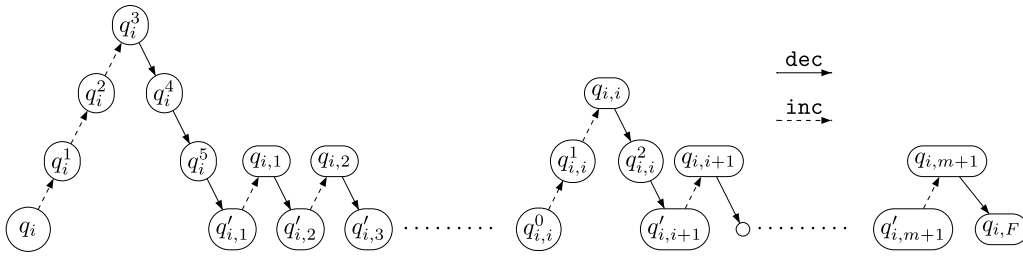 q_i^3
q_i^2 q_i^4 q_{i,i} dec
inc
q_i^1 q_i^5 q_{i,1} q_{i,2} q_{i,i}^1 q_{i,i}^2 q_{i,i+1} q_{i,m+1}
q_i q'_{i,1} q'_{i,2} q'_{i,3} ......... q_{i,i}^0 q'_{i,i+1} ......... q'_{i,m+1} q_{i,F}